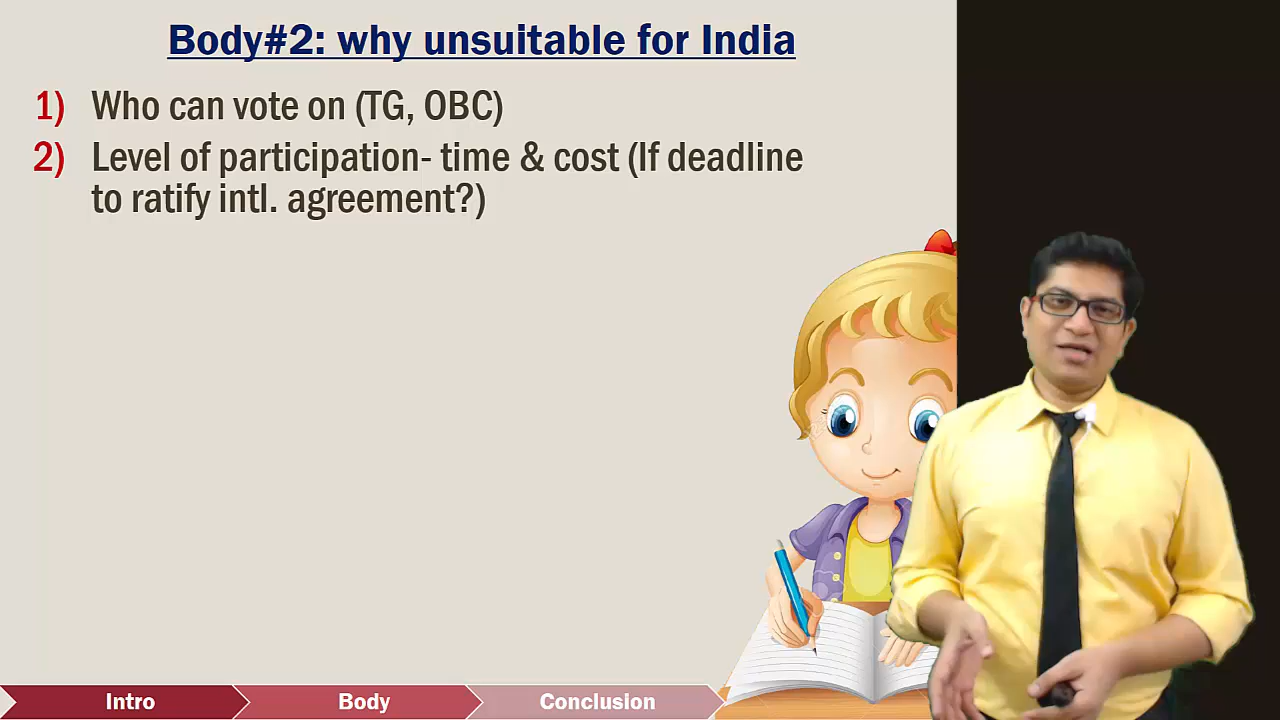 Body#2: why unsuitable for India
1) Who can vote on (TG, OBC)
2) Level of participation- time & cost (If deadline
to ratify intl. agreement?)
Intro
Body
Conclusion